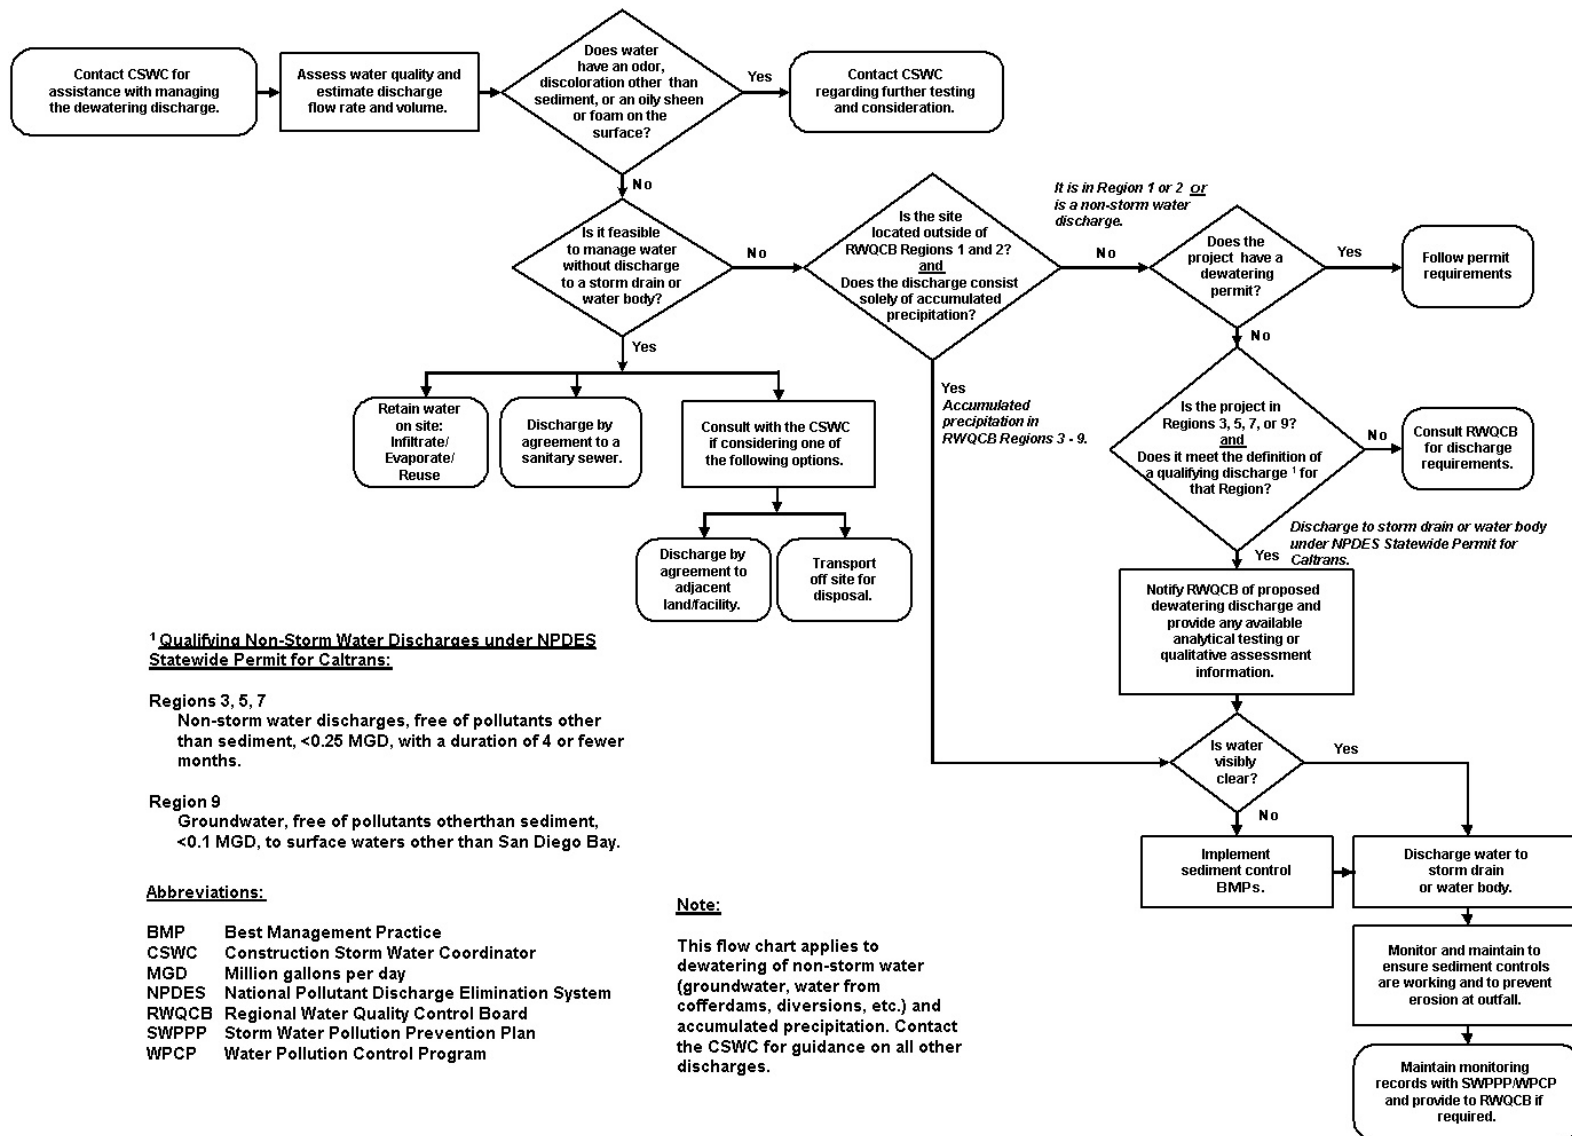 Contact CSWC for
assistance with managing
the dewatering discharge.
Assess water quality and
estimate discharge
flow rate and volume.
Does water
have an odor,
discoloration other than
sediment, or an oily sheen
or foam on the
surface?
Yes
Contact CSWC
regarding further testing
and consideration.
No
Is it feasible
to manage water
without discharge
to a storm drain or
water body?
No
Is the site
located outside of
RWQCB Regions 1 and 2?
and
Does the discharge consist
solely of accumulated
precipitation?
It is in Region 1 or 2 or
is a non-storm water
discharge.
No
Does the
project have a
dewatering
permit?
Yes
Follow permit
requirements
No
Yes
Retain water
on site:
Infiltrate/
Evaporate/
Reuse
Discharge by
agreement to a
sanitary sewer.
Consult with the CSWC
if considering one of
the following options.
Discharge by
agreement to
adjacent
land/facility.
Transport
off site for
disposal.
Yes
Accumulated
precipitation in
RWQCB Regions 3 - 9.
Is the project in
Regions 3, 5, 7, or 9?
and
Does it meet the definition of
a qualifying discharge 1 for
that Region?
No
Consult RWQCB
for discharge
requirements.
Yes
Discharge to storm drain or water body
under NPDES Statewide Permit for
Caltrans.
Notify RWQCB of proposed
dewatering discharge and
provide any available
analytical testing or
qualitative assessment
information.
Is water
visibly
clear?
Yes
No
Implement
sediment control
BMPs.
Discharge water to
storm drain
or water body.
Monitor and maintain to
ensure sediment controls
are working and to prevent
erosion at outfall.
Maintain monitoring
records with SWPPP/WPCP
and provide to RWQCB if
required.
1 Qualifying Non-Storm Water Discharges under NPDES
Statewide Permit for Caltrans:
Regions 3, 5, 7
Non-storm water discharges, free of pollutants other
than sediment, <0.25 MGD, with a duration of 4 or fewer
months.
Region 9
Groundwater, free of pollutants otherthan sediment,
<0.1 MGD, to surface waters other than San Diego Bay.
Abbreviations:
BMP Best Management Practice
CSWC Construction Storm Water Coordinator
MGD Million gallons per day
NPDES National Pollutant Discharge Elimination System
RWQCB Regional Water Quality Control Board
SWPPP Storm Water Pollution Prevention Plan
WPCP Water Pollution Control Program
Note:
This flow chart applies to
dewatering of non-storm water
(groundwater, water from
cofferdams, diversions, etc.) and
accumulated precipitation. Contact
the CSWC for guidance on all other
discharges.